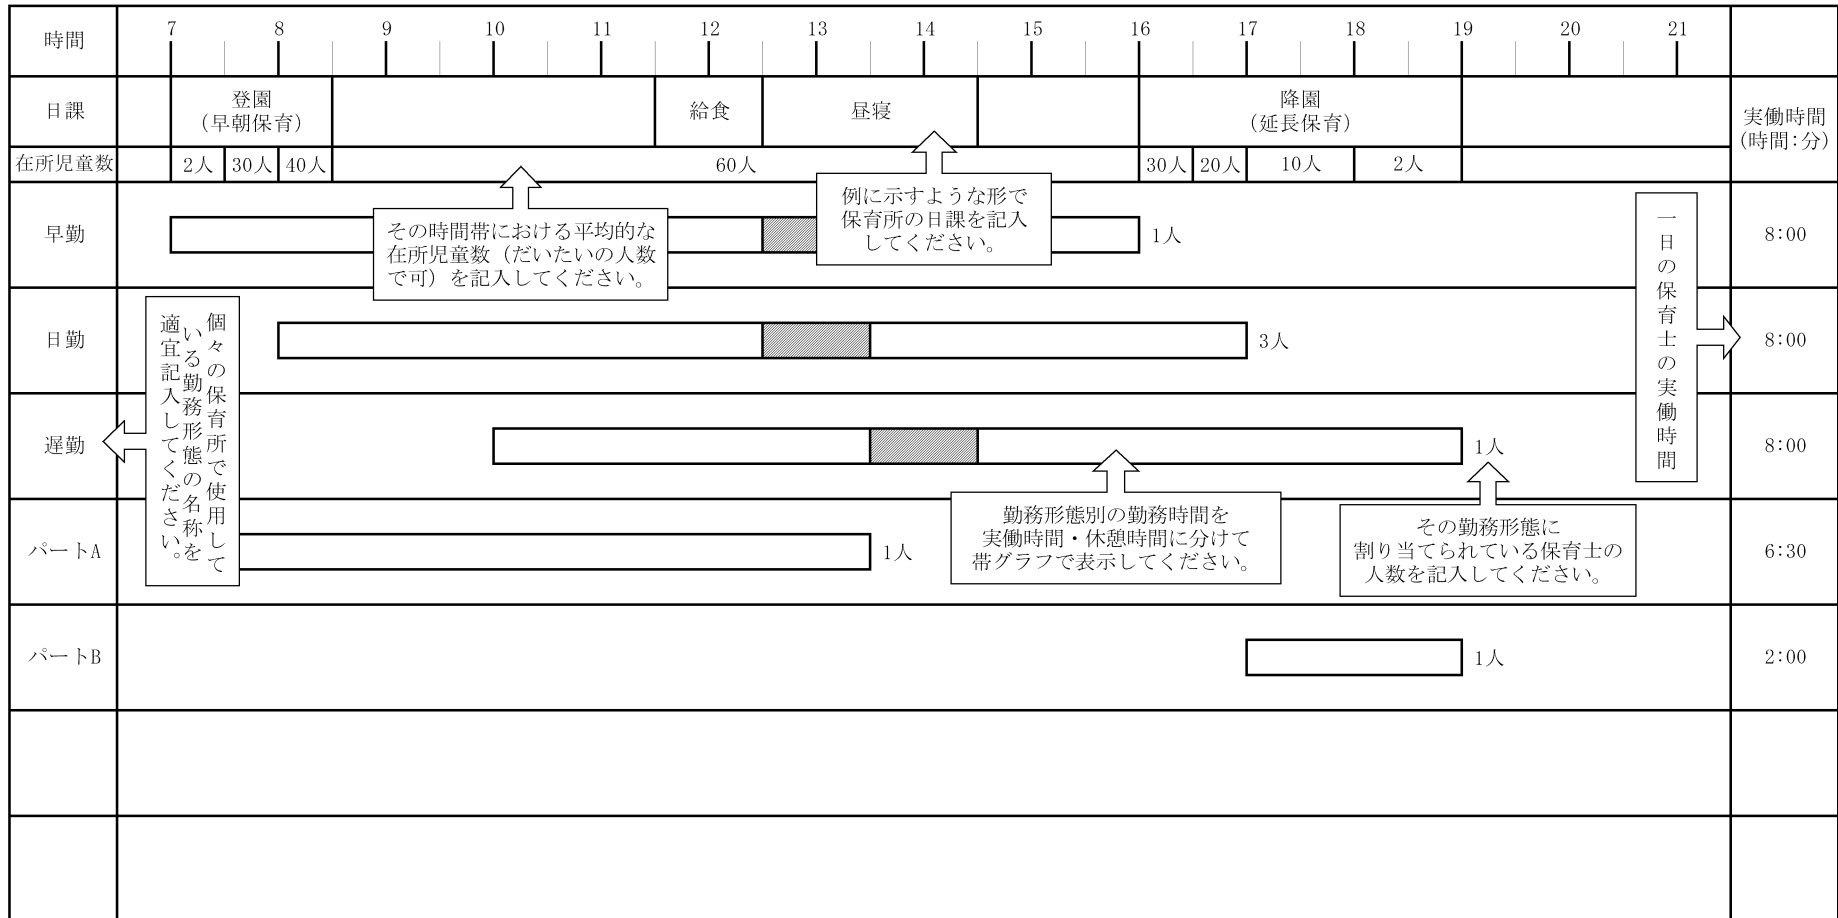 時間
7 8 9 10 11 12 13 14 15 16 17 18 19 20 21
日課
登園
(早朝保育)
給食
昼寝
降園
(延長保育)
実働時間
(時間:分)
在所児童数
2人 30人 40人 60人 30人 20人 10人 2人
早勤
その時間帯における平均的な
在所児童数(だいたいの人数
で可)を記入してください。
例に示すような形で
保育所の日課を記入
してください。
1人
一日の保育士の実働時間
8:00
日勤
3人
8:00
個々の保育所で使用して
いる勤務形態の名称を
適宜記入してください。
遅勤
1人
8:00
勤務形態別の勤務時間を
実働時間・休憩時間に分けて
帯グラフで表示してください。
その勤務形態に
割り当てられている保育士の
人数を記入してください。
パートA
1人
6:30
パートB
1人
2:00